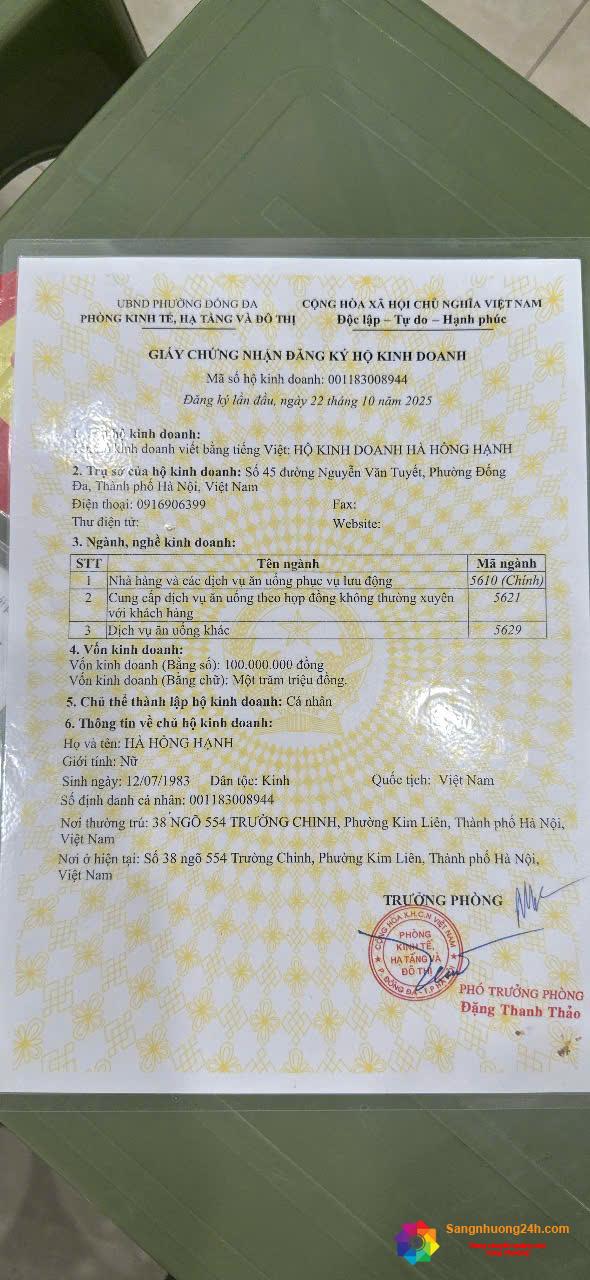 UBND PHƯỜNG ĐỐNG ĐA
PHÒNG KINH TẾ, HẠ TẦNG VÀ ĐÔ THỊ
CỘNG HÒA XÃ HỘI CHỦ NGHĨA VIỆT NAM
Độc lập – Tự do – Hạnh phúc
GIẤY CHỨNG NHẬN ĐĂNG KÝ HỘ KINH DOANH
Mã số hộ kinh doanh: 001183008944
Đăng ký lần đầu, ngày 22 tháng 10 năm 2025
1. hộ kinh doanh:
kinh doanh viết bằng tiếng Việt: HỘ KINH DOANH HÀ HỒNG HẠNH
2. Trụ sở của hộ kinh doanh: Số 45 đường Nguyễn Văn Tuyết, Phường Đống
Đa, Thành phố Hà Nội, Việt Nam
Điện thoại: 0916906399 Fax:
Thư điện tử: Website:
3. Ngành, nghề kinh doanh:
STT Tên ngành Mã ngành
1 Nhà hàng và các dịch vụ ăn uống phục vụ lưu động 5610 (Chính)
2 Cung cấp dịch vụ ăn uống theo hợp đồng không thường xuyên 5621
với khách hàng
3 Dịch vụ ăn uống khác 5629
4. Vốn kinh doanh:
Vốn kinh doanh (Bằng số): 100.000.000 đồng
Vốn kinh doanh (Bằng chữ): Một trăm triệu đồng.
5. Chủ thể thành lập hộ kinh doanh: Cá nhân
6. Thông tin về chủ hộ kinh doanh:
Họ và tên: HÀ HỒNG HẠNH
Giới tính: Nữ
Sinh ngày: 12/07/1983 Dân tộc: Kinh Quốc tịch: Việt Nam
Số định danh cá nhân: 001183008944
Nơi thường trú: 38 NGÕ 554 TRƯỜNG CHINH, Phường Kim Liên, Thành phố Hà Nội,
Việt Nam
Nơi ở hiện tại: Số 38 ngõ 554 Trường Chinh, Phường Kim Liên, Thành phố Hà Nội,
Việt Nam
TRƯỞNG PHÒNG
CỘNG HÒA X.H.C.N VIỆT NAM
PHÒNG
KINH TẾ,
HẠ TẦNG VÀ
ĐÔ THỊ
P. ĐỐNG ĐA - T.P HÀ NỘI
PHÓ TRƯỞNG PHÒNG
Đặng Thanh Thảo
Sangnhuong24h.com